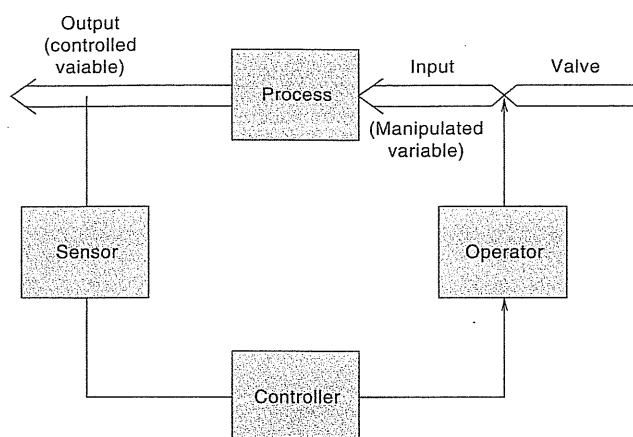 Output
(controlled
vaiable)
Process
Input
Valve
(Manipulated
variable)
Sensor
Operator
Controller